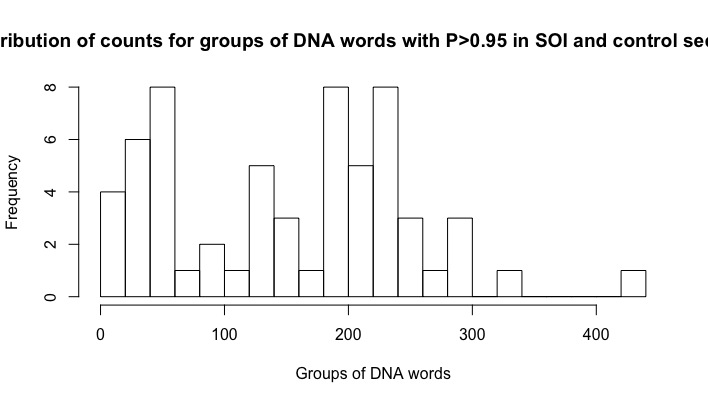 ribution of counts for groups of DNA words with P>0.95 in SOI and control sec
8
6
4
2
0
Frequency
0 100 200 300 400
Groups of DNA words